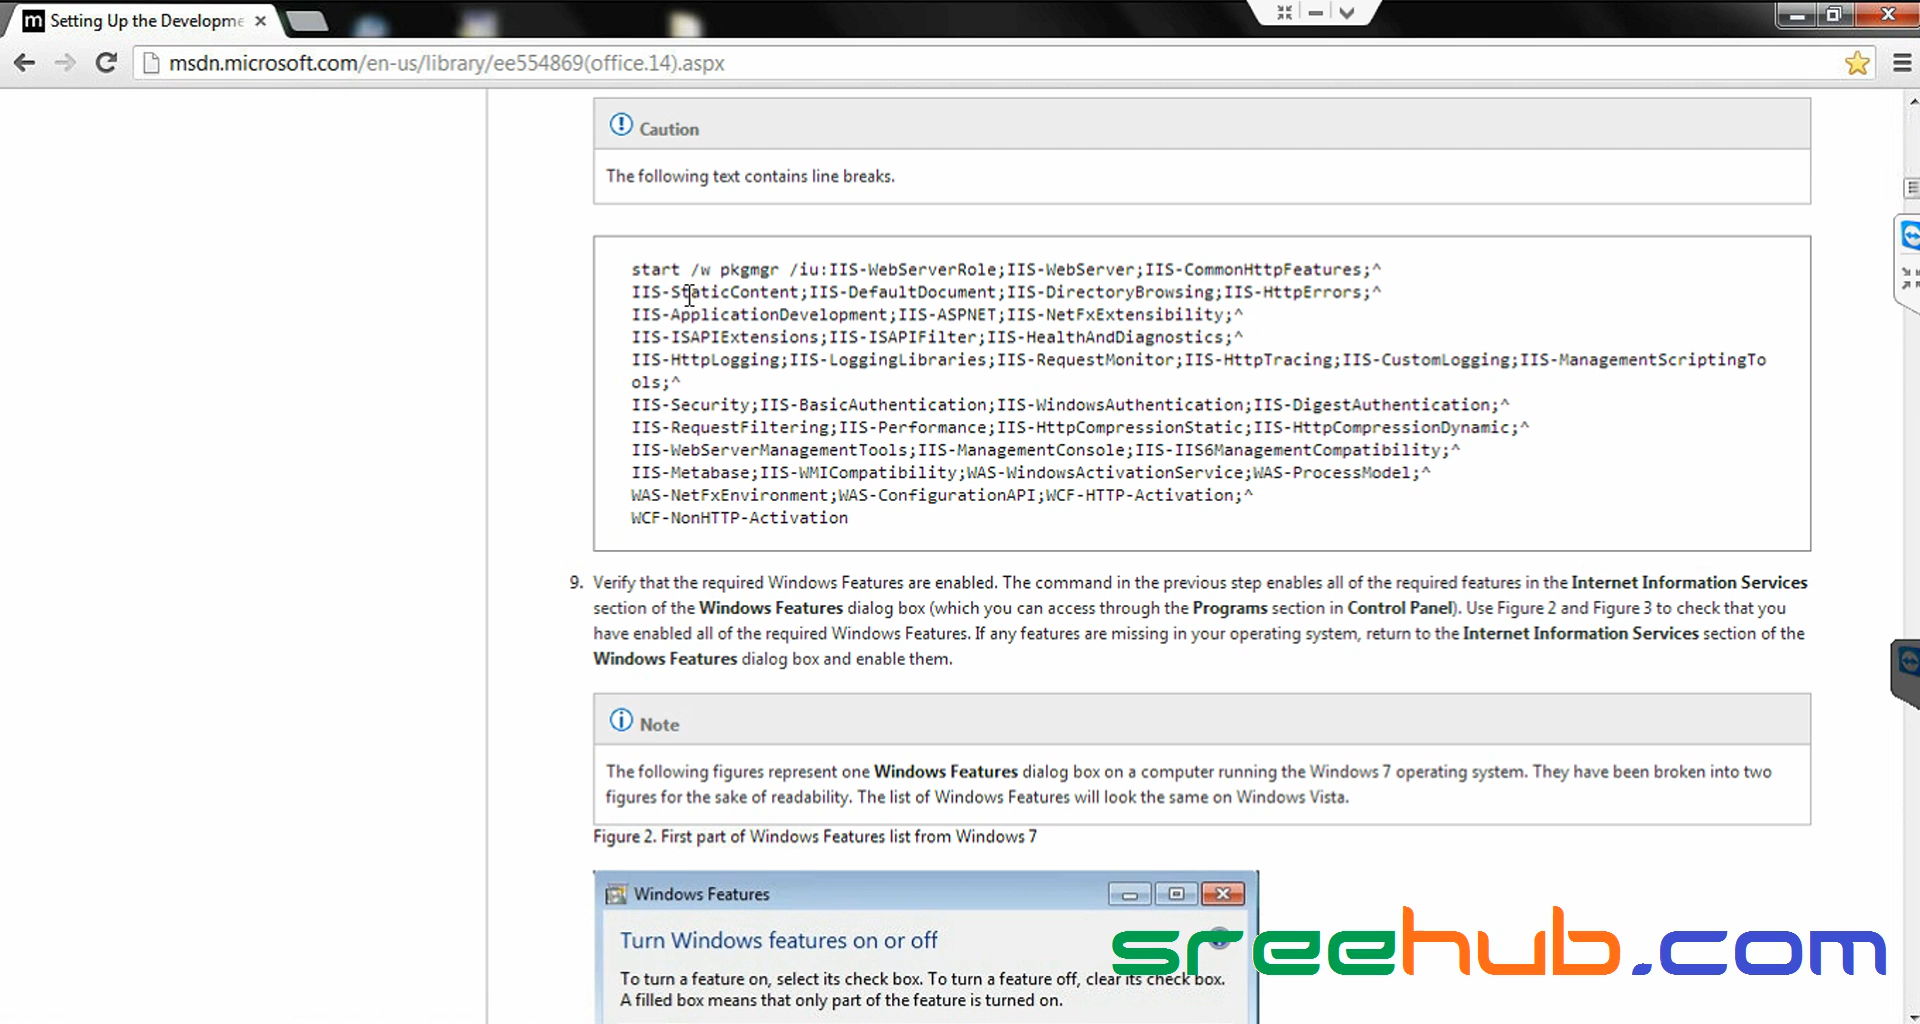 m Setting Up the Developme
msdn.microsoft.com/en-us/library/ee554869(office.14).aspx
Caution
The following text contains line breaks.
start /w pkgmgr /iu:IIS-WebServerRole;IIS-WebServer;IIS-CommonHttpFeatures;^
IIS-StaticContent;IIS-DefaultDocument;IIS-DirectoryBrowsing;IIS-HttpErrors;^
IIS-ApplicationDevelopment;IIS-ASPNET;IIS-NetFxExtensibility;^
IIS-ISAPIExtensions;IIS-ISAPIFilter;IIS-HealthAndDiagnostics;^
IIS-HttpLogging;IIS-LoggingLibraries;IIS-RequestMonitor;IIS-HttpTracing;IIS-CustomLogging;IIS-ManagementScriptingTo
ols;^
IIS-Security;IIS-BasicAuthentication;IIS-WindowsAuthentication;IIS-DigestAuthentication;^
IIS-RequestFiltering;IIS-Performance;IIS-HttpCompressionStatic;IIS-HttpCompressionDynamic;^
IIS-WebServerManagementTools;IIS-ManagementConsole;IIS-IIS6ManagementCompatibility;^
IIS-Metabase;IIS-WMICompatibility;WAS-WindowsActivationService;WAS-ProcessModel;^
WAS-NetFxEnvironment;WAS-ConfigurationAPI;WCF-HTTP-Activation;^
WCF-NonHTTP-Activation
9. Verify that the required Windows Features are enabled. The command in the previous step enables all of the required features in the Internet Information Services
section of the Windows Features dialog box (which you can access through the Programs section in Control Panel). Use Figure 2 and Figure 3 to check that you
have enabled all of the required Windows Features. If any features are missing in your operating system, return to the Internet Information Services section of the
Windows Features dialog box and enable them.
Note
The following figures represent one Windows Features dialog box on a computer running the Windows 7 operating system. They have been broken into two
figures for the sake of readability. The list of Windows Features will look the same on Windows Vista.
Figure 2. First part of Windows Features list from Windows 7
Windows Features
Turn Windows features on or off
To turn a feature on, select its check box. To turn a feature off, clear its check box.
A filled box means that only part of the feature is turned on.
sreehub.com